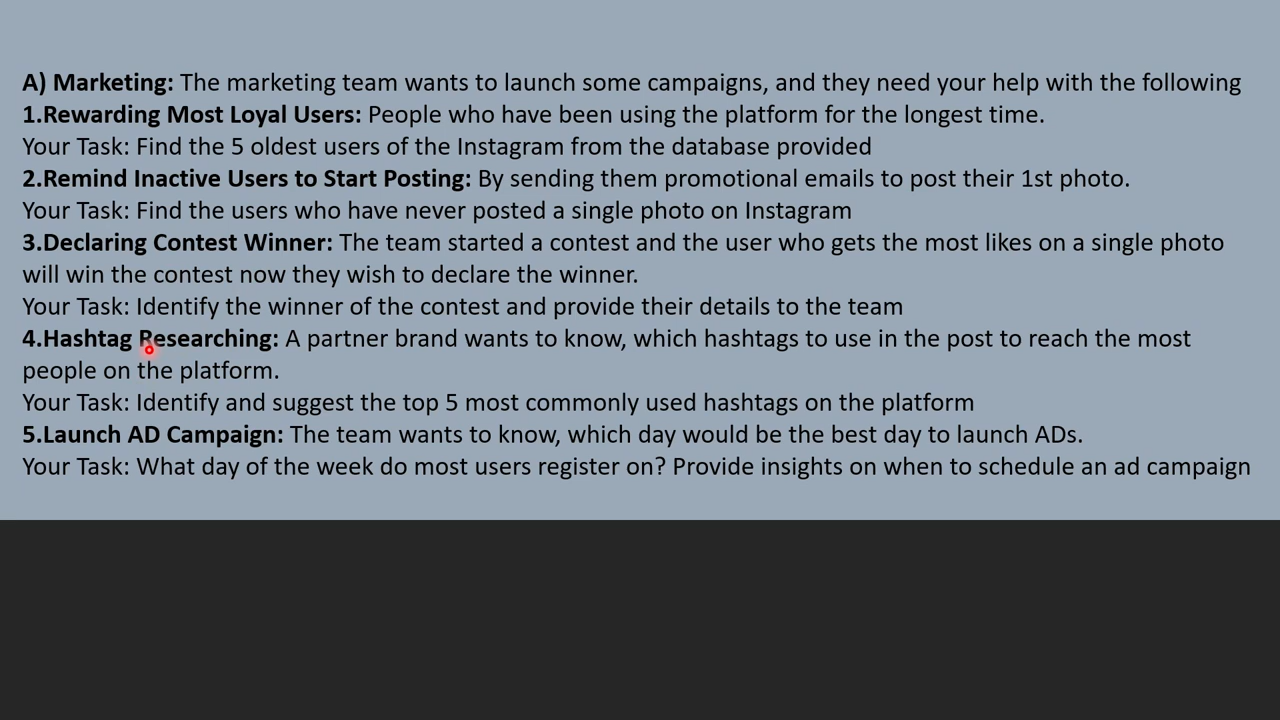 A) Marketing: The marketing team wants to launch some campaigns, and they need your help with the following
1.Rewarding Most Loyal Users: People who have been using the platform for the longest time.
Your Task: Find the 5 oldest users of the Instagram from the database provided
2.Remind Inactive Users to Start Posting: By sending them promotional emails to post their 1st photo.
Your Task: Find the users who have never posted a single photo on Instagram
3.Declaring Contest Winner: The team started a contest and the user who gets the most likes on a single photo
will win the contest now they wish to declare the winner.
Your Task: Identify the winner of the contest and provide their details to the team
4.Hashtag Researching: A partner brand wants to know, which hashtags to use in the post to reach the most
people on the platform.
Your Task: Identify and suggest the top 5 most commonly used hashtags on the platform
5.Launch AD Campaign: The team wants to know, which day would be the best day to launch ADs.
Your Task: What day of the week do most users register on? Provide insights on when to schedule an ad campaign